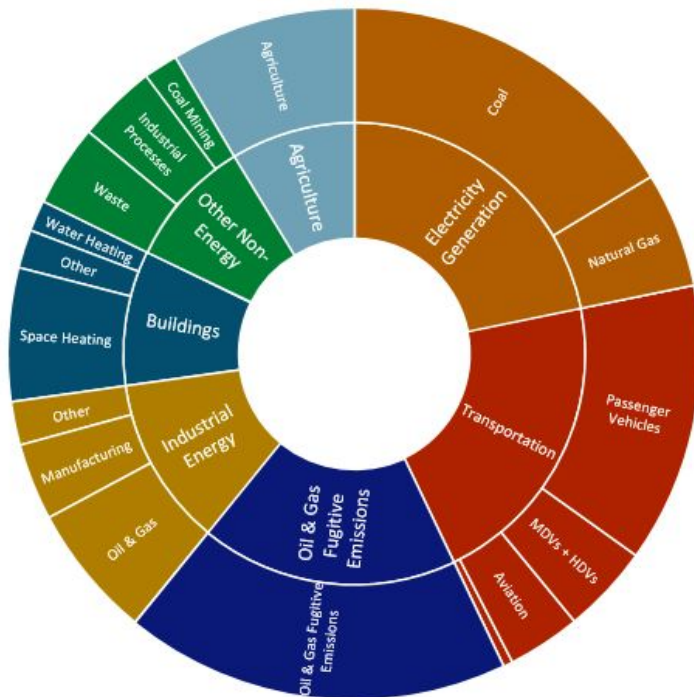 Agriculture
Coal
Natural Gas
Passenger
Vehicles
MDVs + HDVs
Aviation
Oil & Gas Fugitive
Emissions
Oil & Gas
Manufacturing
Other
Space Heating
Other
Water Heating
Waste
Industrial
Processes
Coal Mining
Agriculture
Electricity
Generation
Transportation
Oil & Gas
Fugitive
Emissions
Industrial
Energy
Buildings
Other Non-
Energy